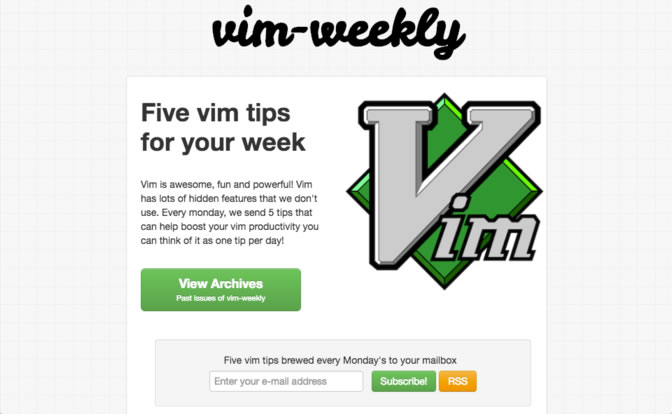 vim-weekly
Five vim tips
for your week
Vim
Vim is awesome, fun and powerful! Vim
has lots of hidden features that we don't
use. Every monday, we send 5 tips that
can help boost your vim productivity you
can think of it as one tip per day!
View Archives
Past issues of vim-weekly
Five vim tips brewed every Monday's to your mailbox
Enter your e-mail address
Subscribe!
RSS